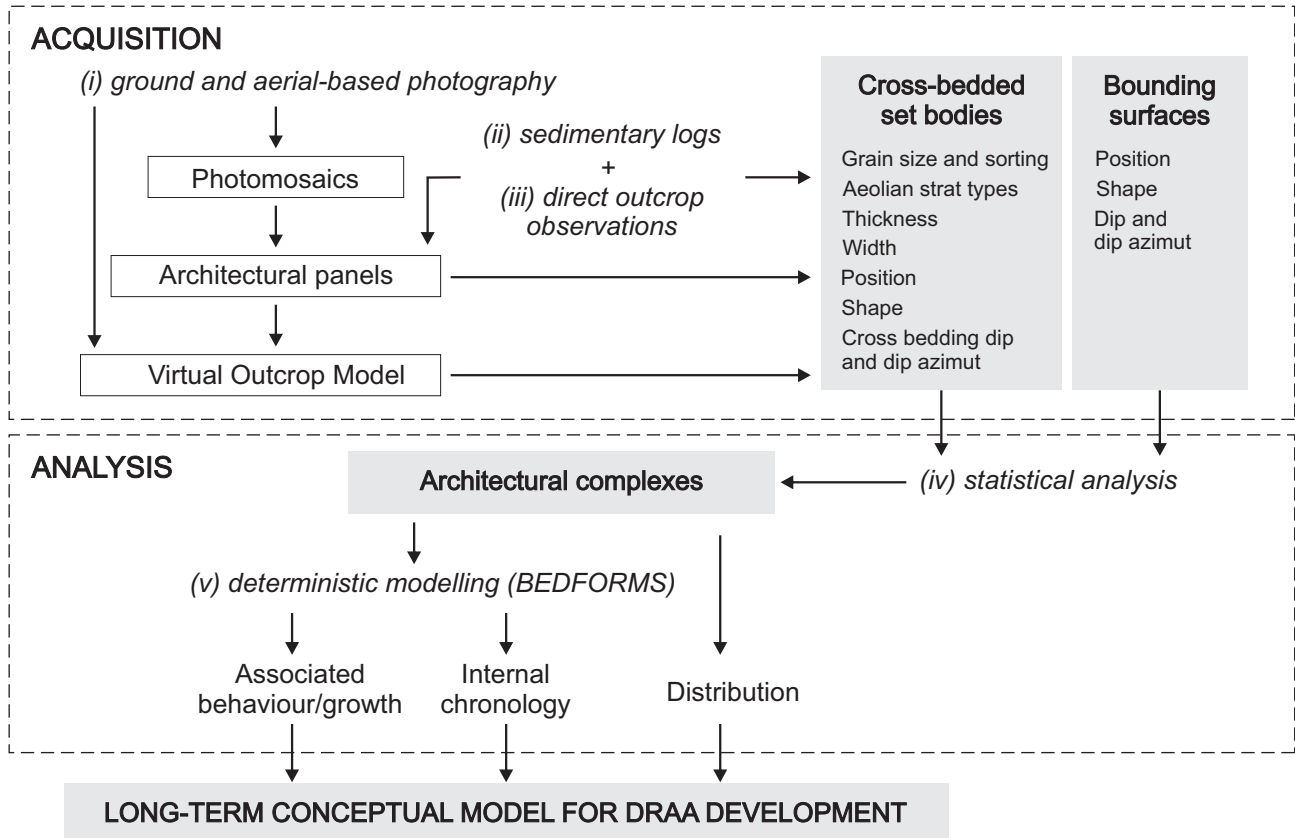 ACQUISITION
(i) ground and aerial-based photography
Photomosaics
Architectural panels
Virtual Outcrop Model
(ii) sedimentary logs
+
(iii) direct outcrop
observations
Cross-bedded
set bodies
Grain size and sorting
Aeolian strat types
Thickness
Width
Position
Shape
Cross bedding dip
and dip azimut
Bounding
surfaces
Position
Shape
Dip and
dip azimut
ANALYSIS
Architectural complexes
(iv) statistical analysis
(v) deterministic modelling (BEDFORMS)
Associated
behaviour/growth
Internal
chronology
Distribution
LONG-TERM CONCEPTUAL MODEL FOR DRAA DEVELOPMENT